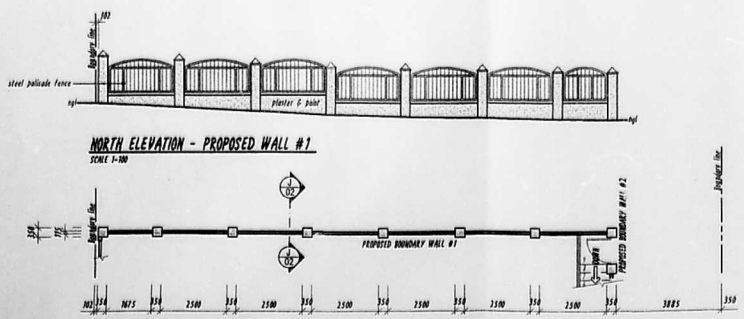 102
Boundary line
steel palisade fence
ngl
plaster & paint
ngl
NORTH ELEVATION - PROPOSED WALL #1
SCALE 1-100
Boundary line
J
02
J
02
350
175
PROPOSED BOUNDARY WALL #1
DOWN
PROPOSED BOUNDARY WALL #2
Boundary line
102 350 1675 350 2500 350 2500 350 2500 350 2500 350 2500 350 2500 350 3885 350